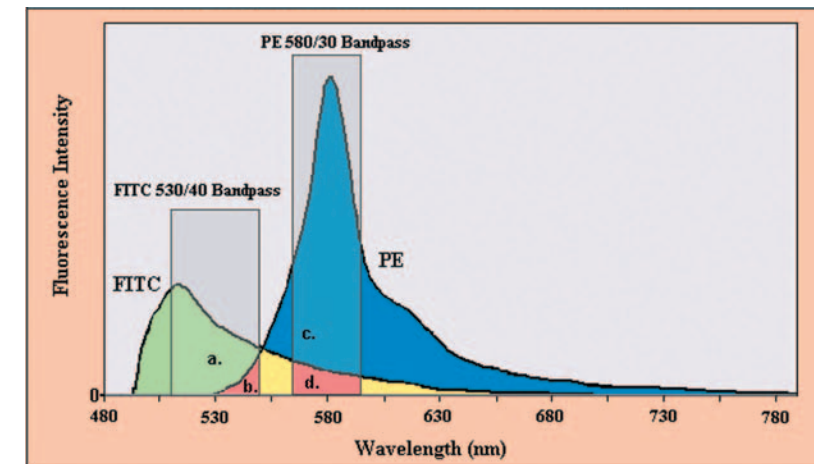 PE 580/30 Bandpass
FITC 530/40 Bandpass
FITC
PE
a.
b.
c.
d.
Fluorescence Intensity
0
480 530 580 630 680 730 780
Wavelength (nm)